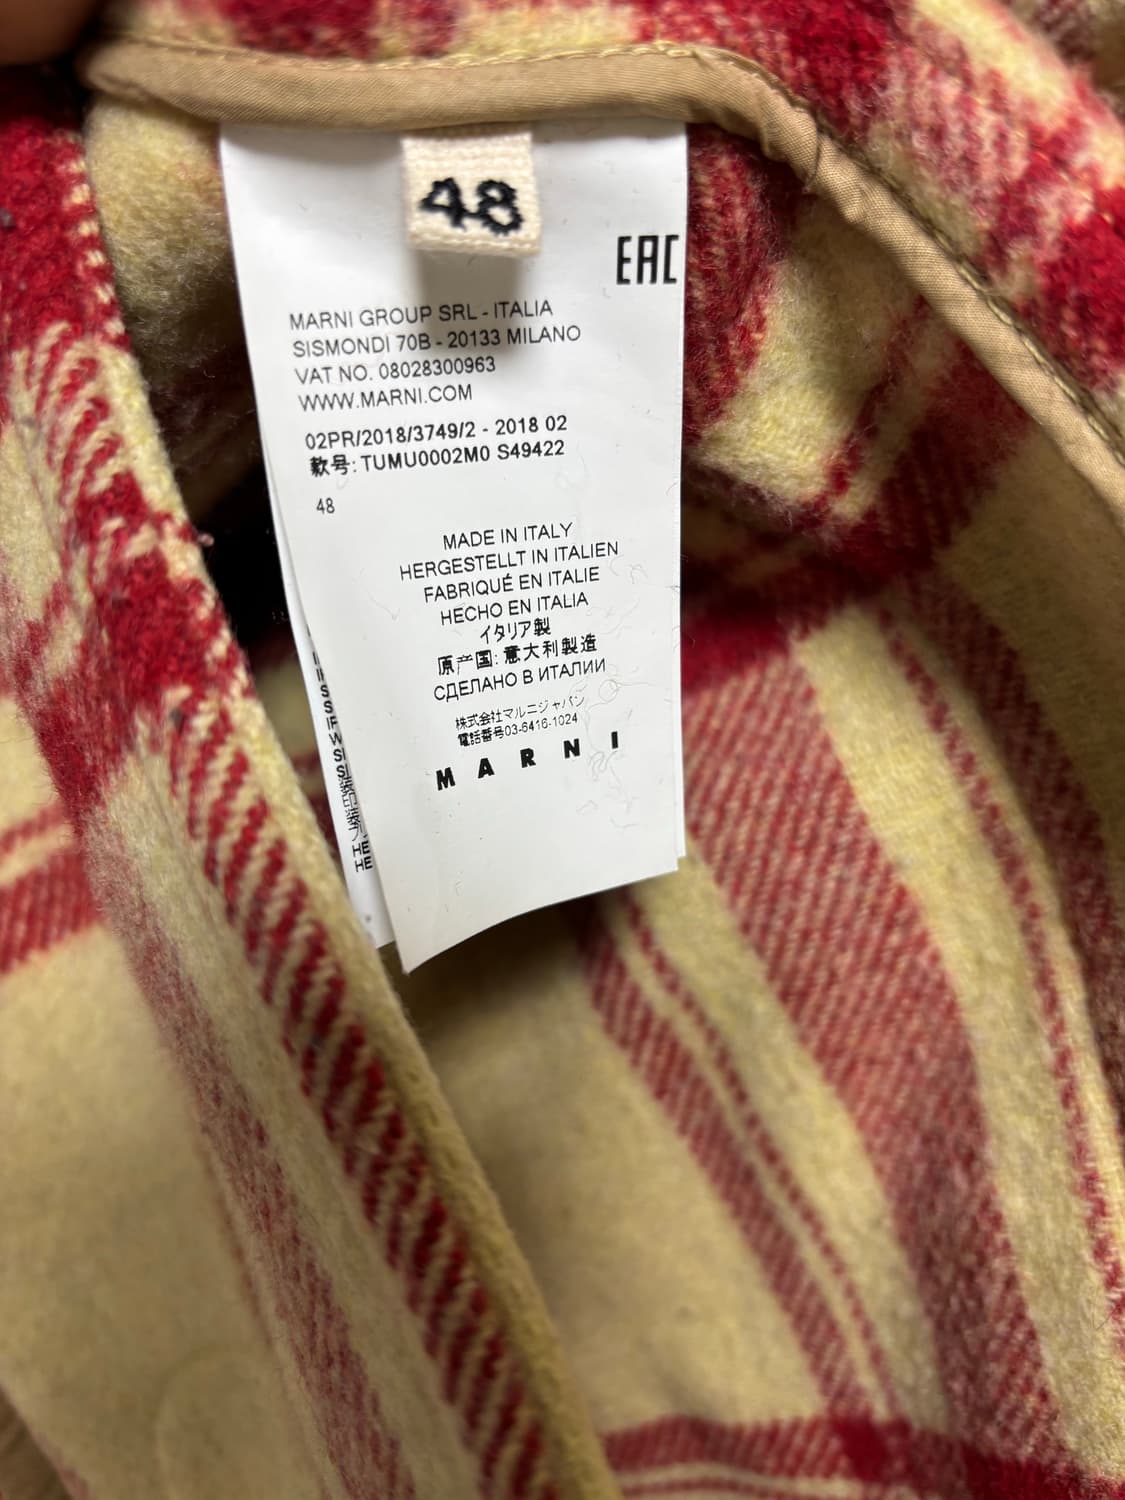 48
EAC
MARNI GROUP SRL - ITALIA
SISMONDI 70B - 20133 MILANO
VAT NO. 08028300963
WWW.MARNI.COM
02PR/2018/3749/2 - 2018 02
款号: TUMU0002M0 S49422
48
MADE IN ITALY
HERGESTELLT IN ITALIEN
FABRIQUÉ EN ITALIE
HECHO EN ITALIA
イタリア製
原产国: 意大利製造
СДЕЛАНО В ИТАЛИИ
株式会社マルニジャパン
電話番号03-6416-1024
MARNI